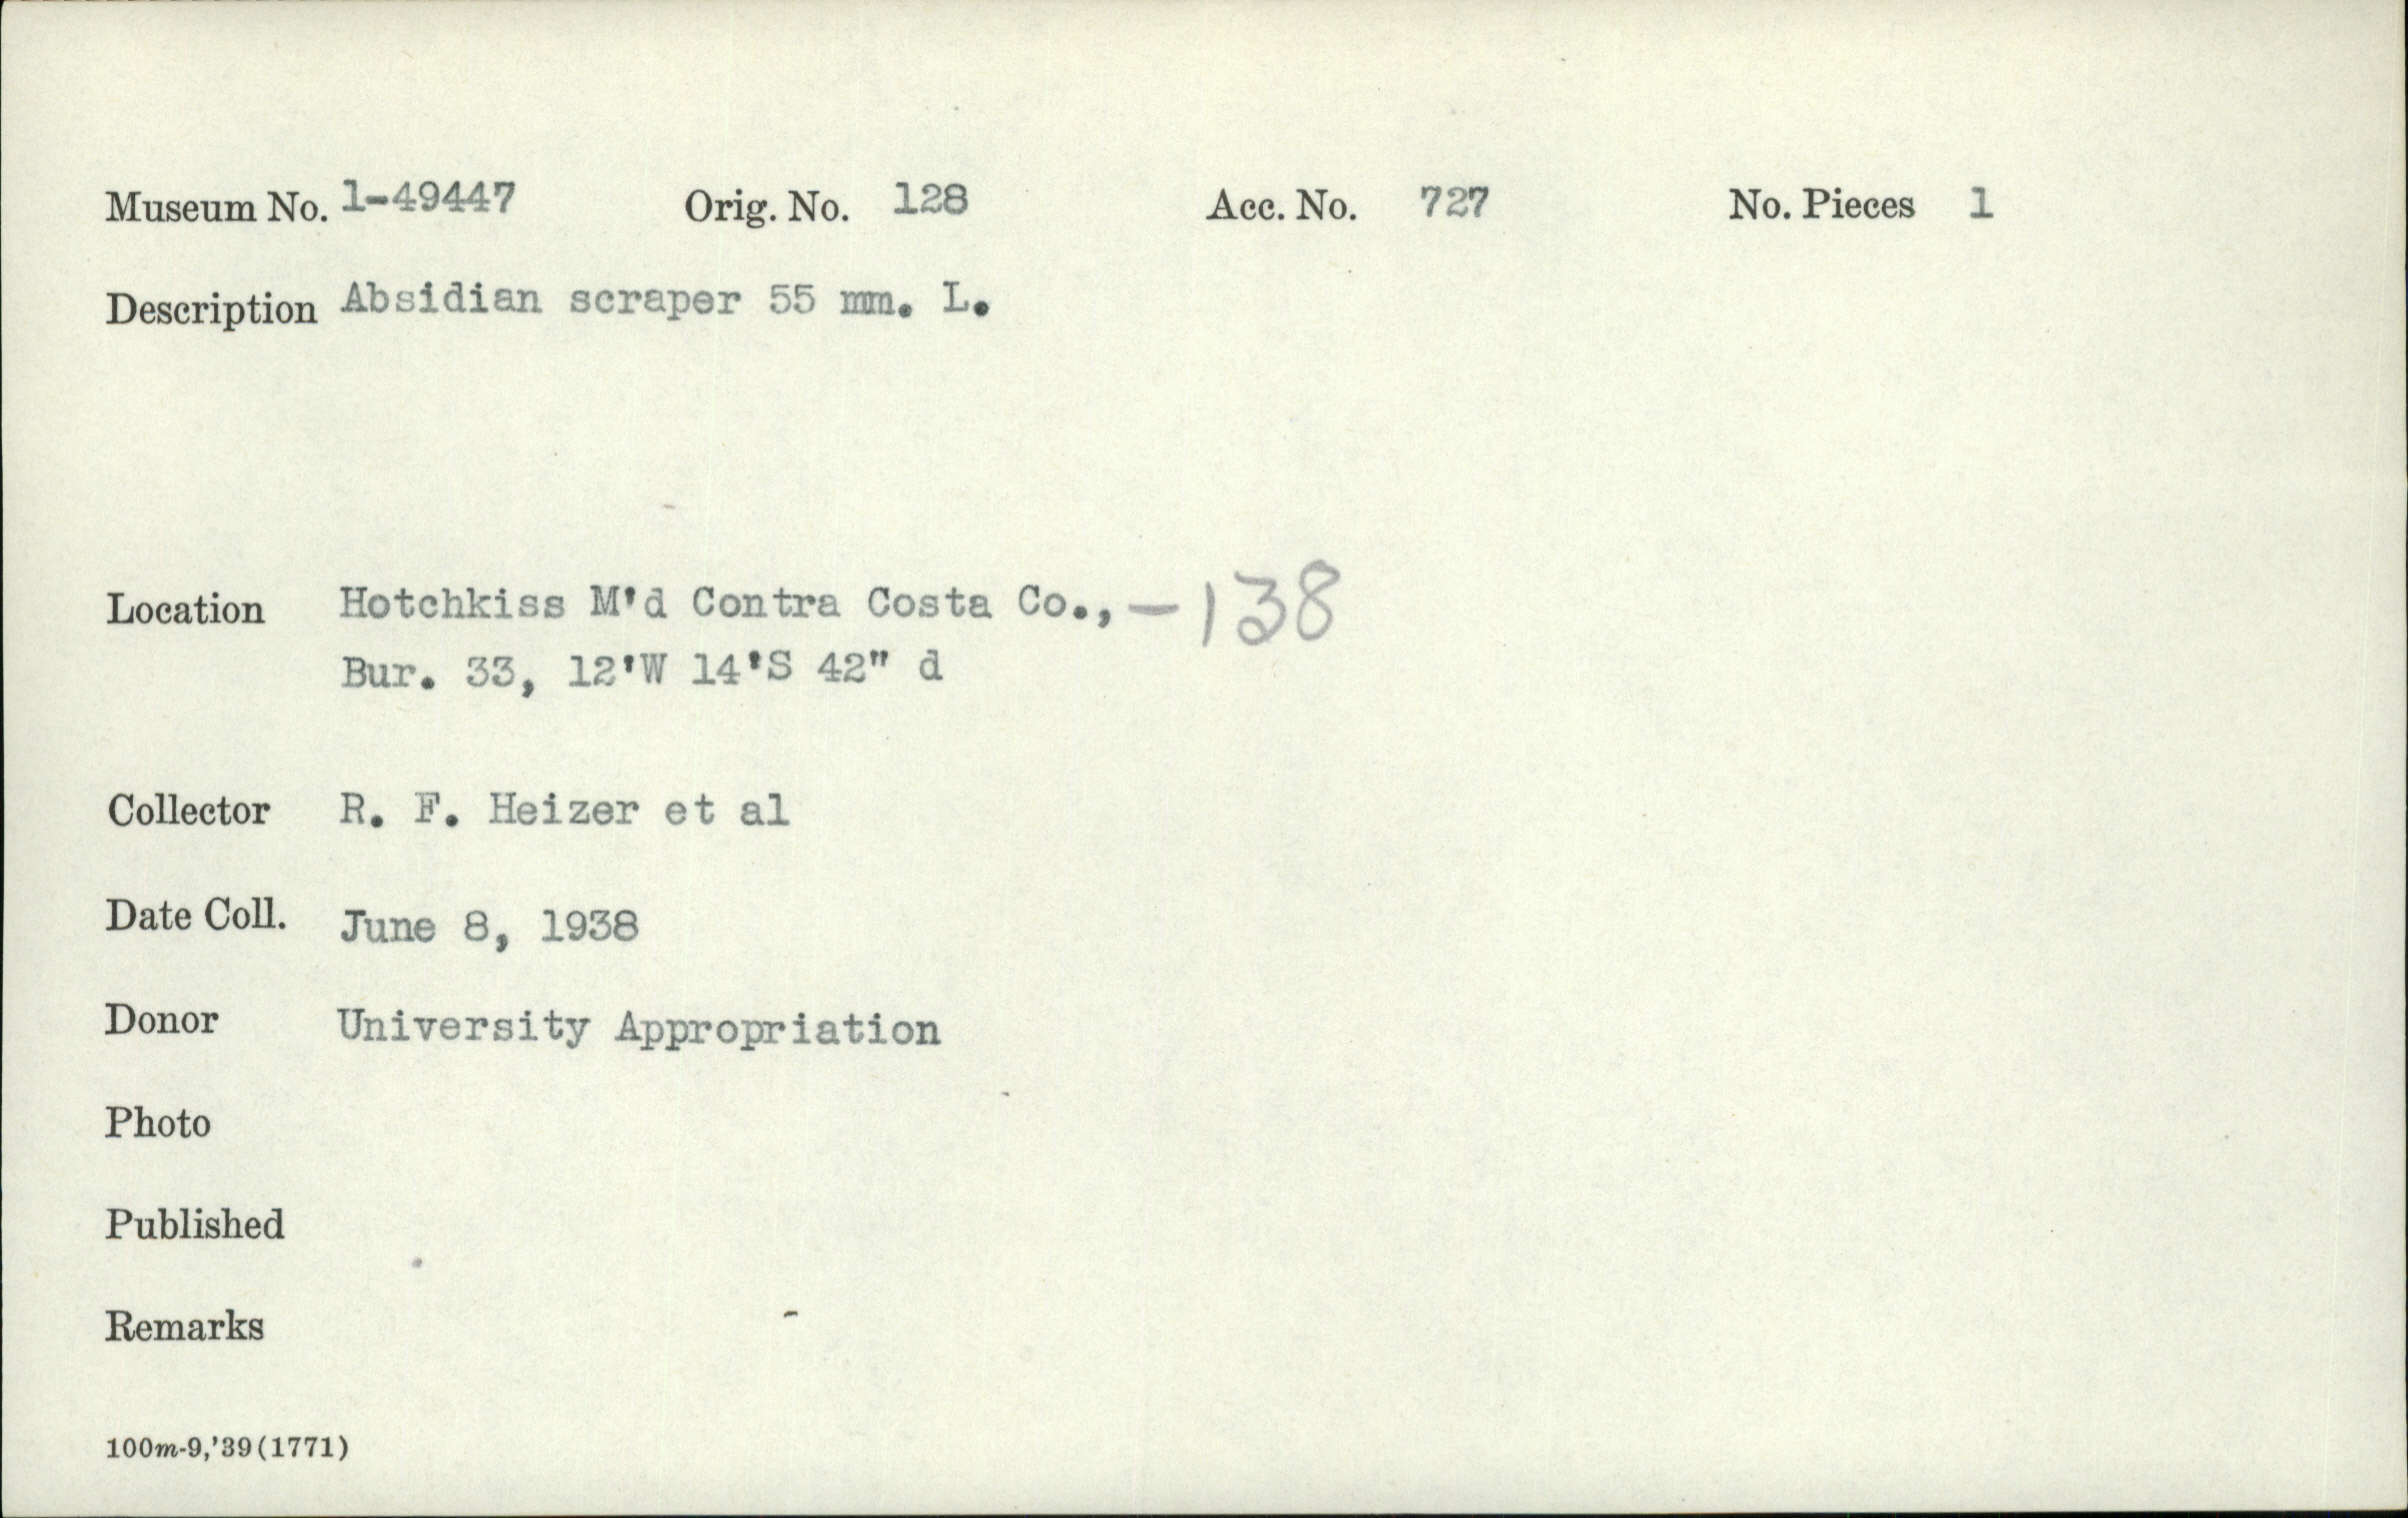 Museum No. 1-49447 Orig. No. 128 Acc. No. 727 No. Pieces 1
Description Absidian scraper 55 mm. L.
Location Hotchkiss M'd Contra Costa Co., -138
Bur. 33, 12'W 14'S 42" d
Collector R. F. Heizer et al
Date Coll. June 8, 1938
Donor University Appropriation
Photo
Published
Remarks
100m-9,'39(1771)